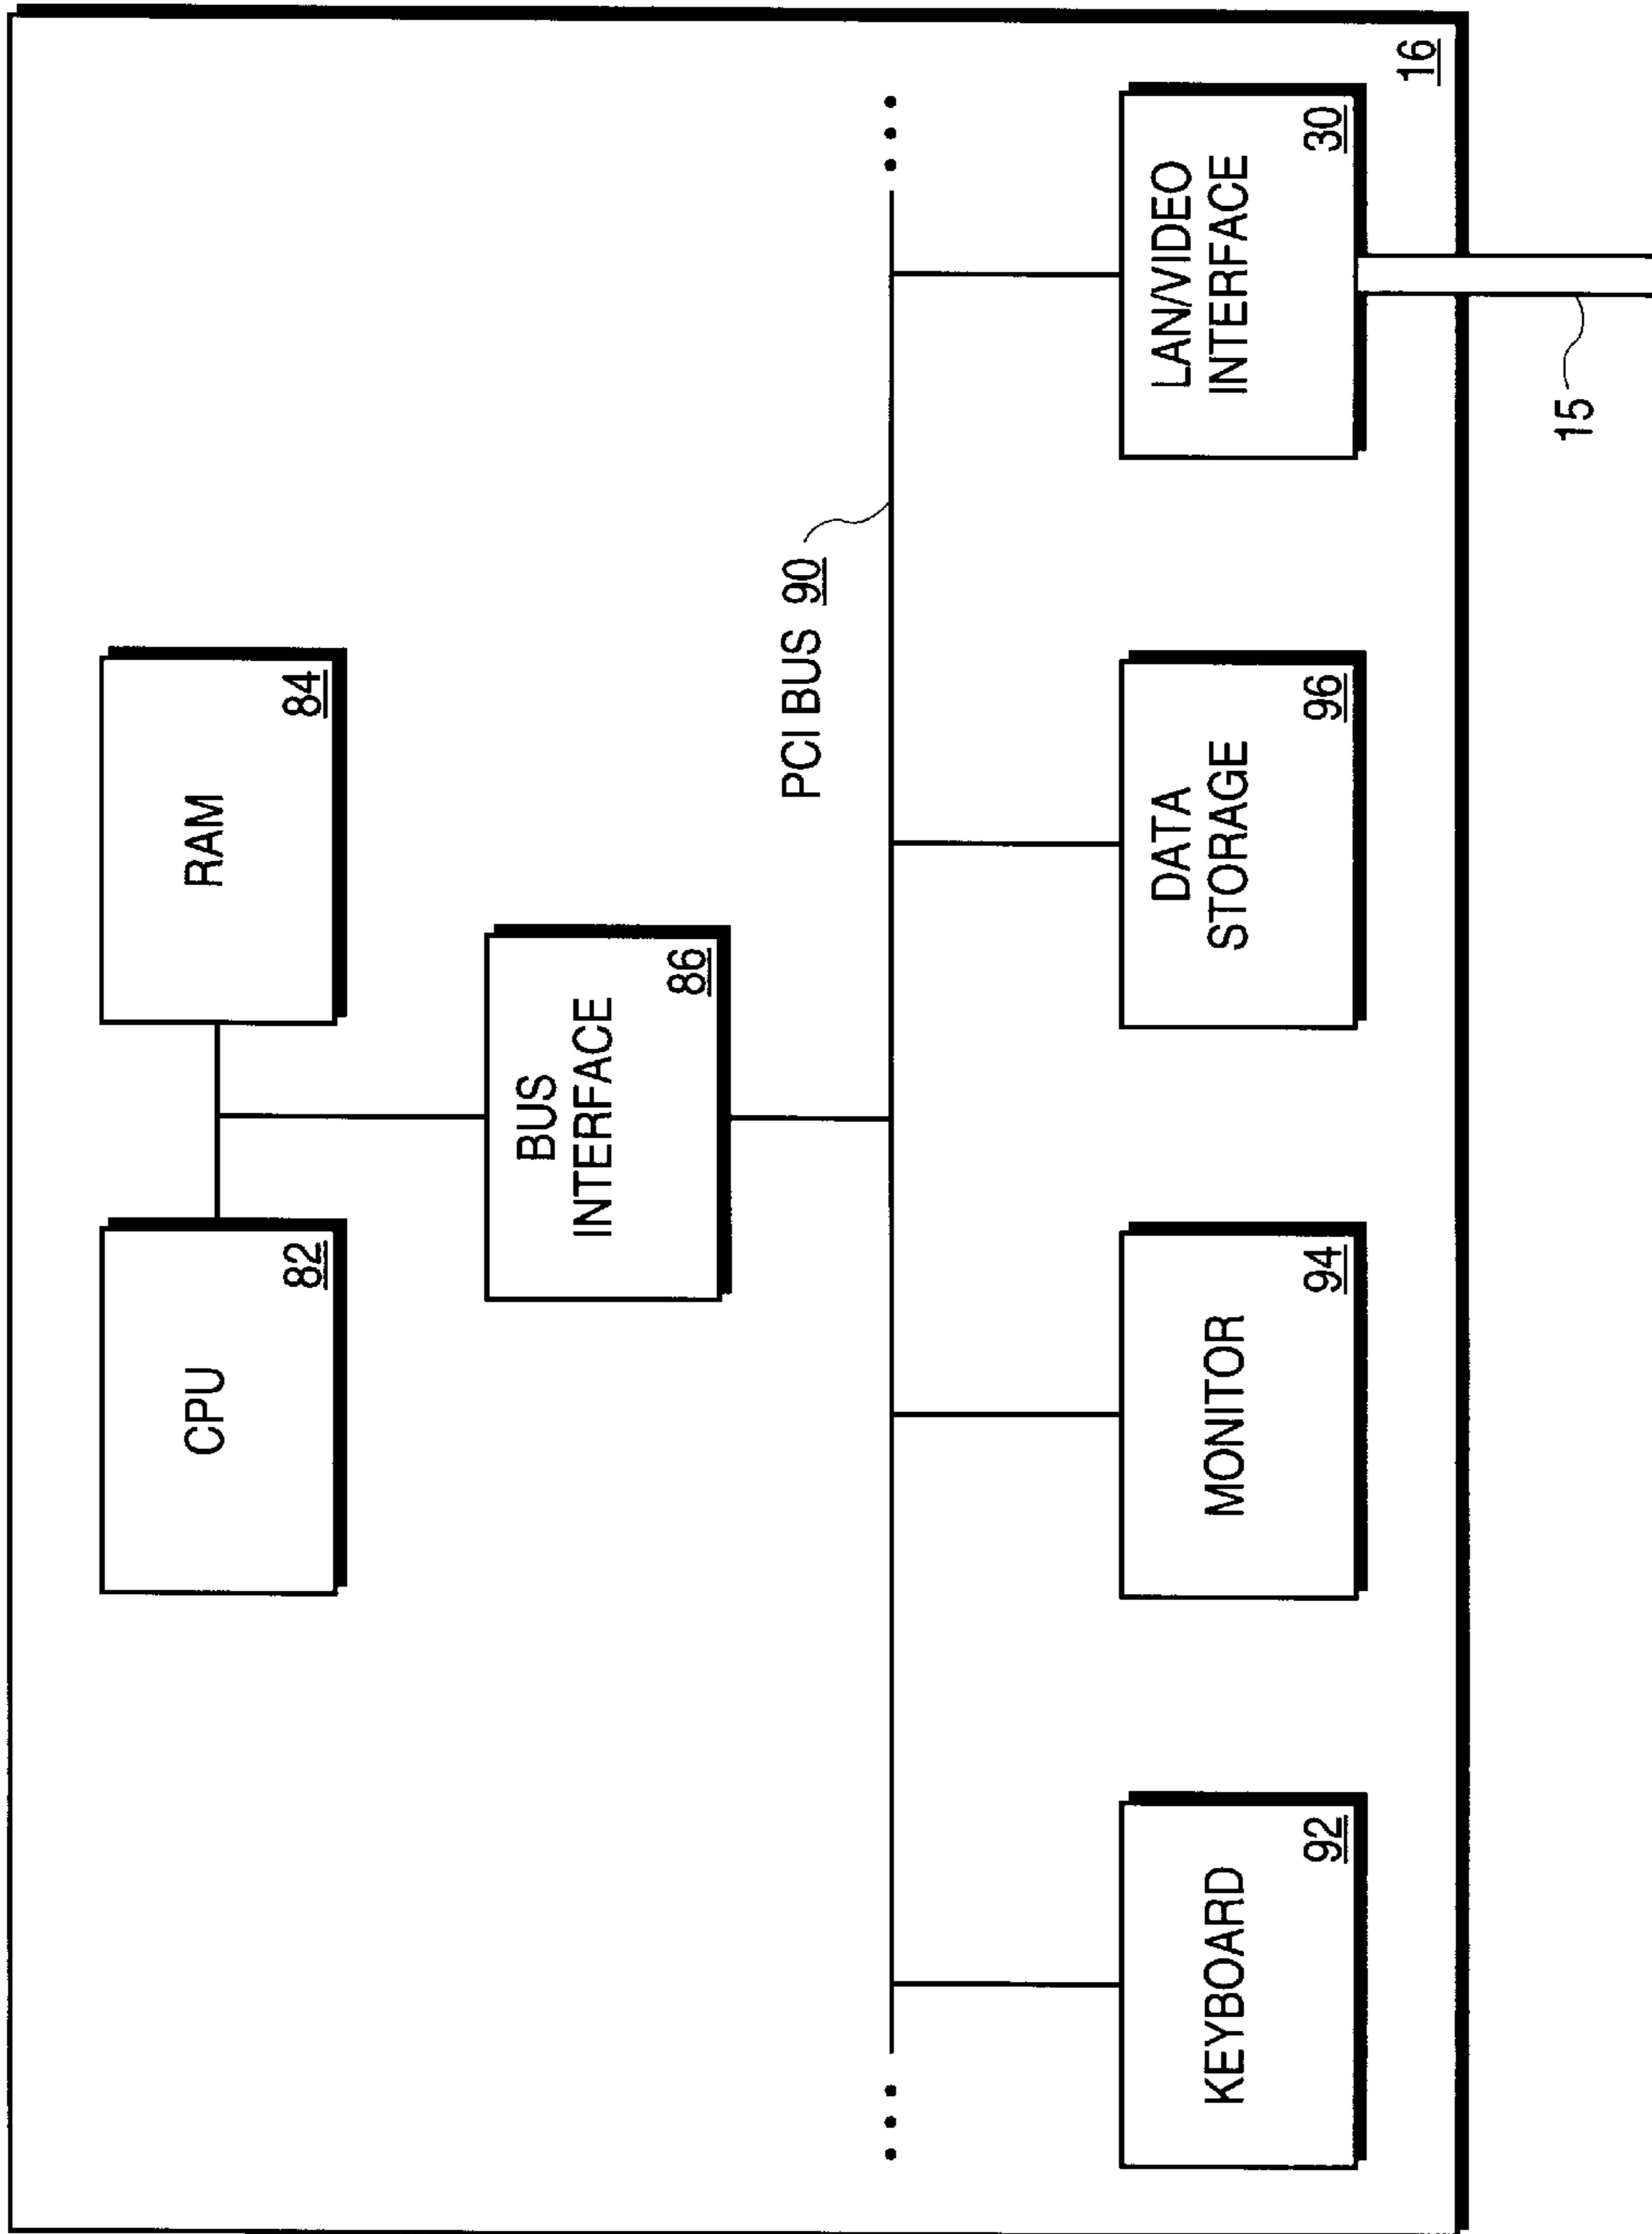 CPU
82
RAM
84
BUS
INTERFACE
86
PCI BUS 90
KEYBOARD
92
MONITOR
94
DATA
STORAGE
96
LAN/VIDEO
INTERFACE
30
16
15